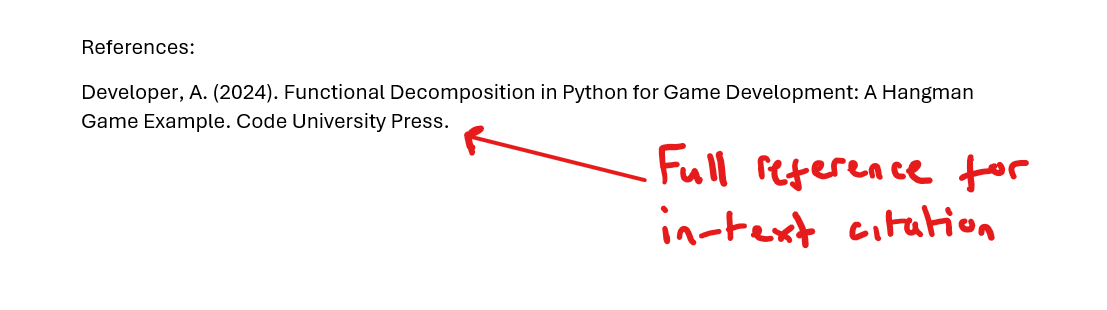 References:
Developer, A. (2024). Functional Decomposition in Python for Game Development: A Hangman
Game Example. Code University Press.
Full reference for
in-text citation